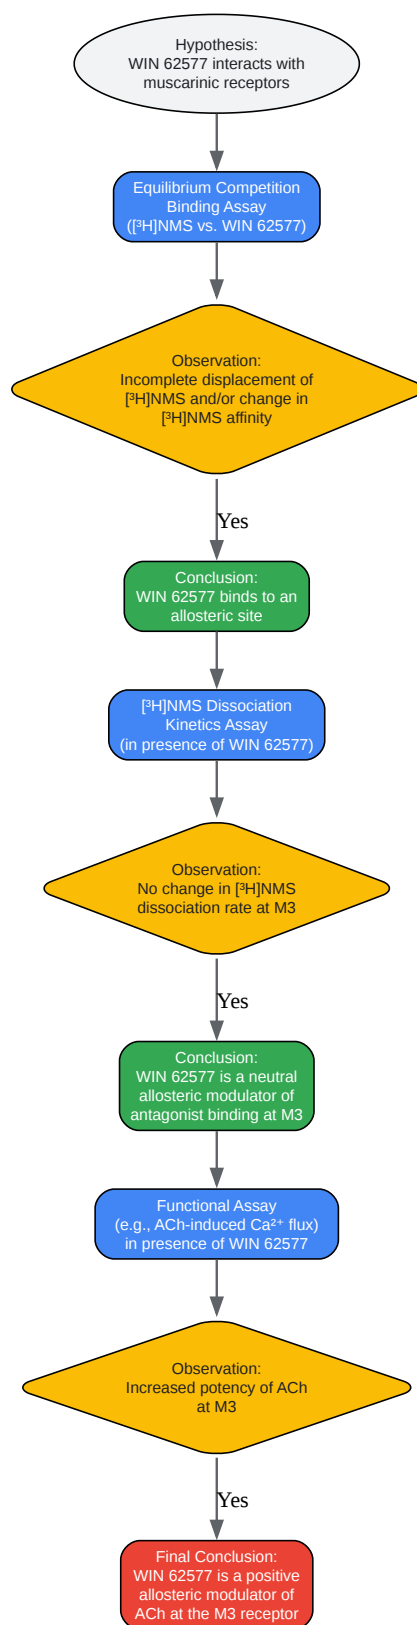 Hypothesis:
WIN 62577 interacts with
muscarinic receptors
Equilibrium Competition
Binding Assay
([³H]NMS vs. WIN 62577)
Observation:
Incomplete displacement of
[³H]NMS and/or change in
[³H]NMS affinity
Yes
Conclusion:
WIN 62577 binds to an
allosteric site
[³H]NMS Dissociation
Kinetics Assay
(in presence of WIN 62577)
Observation:
No change in [³H]NMS
dissociation rate at M3
Yes
Conclusion:
WIN 62577 is a neutral
allosteric modulator of
antagonist binding at M3
Functional Assay
(e.g., ACh-induced Ca²⁺ flux)
in presence of WIN 62577
Observation:
Increased potency of ACh
at M3
Yes
Final Conclusion:
WIN 62577 is a positive
allosteric modulator of
ACh at the M3 receptor